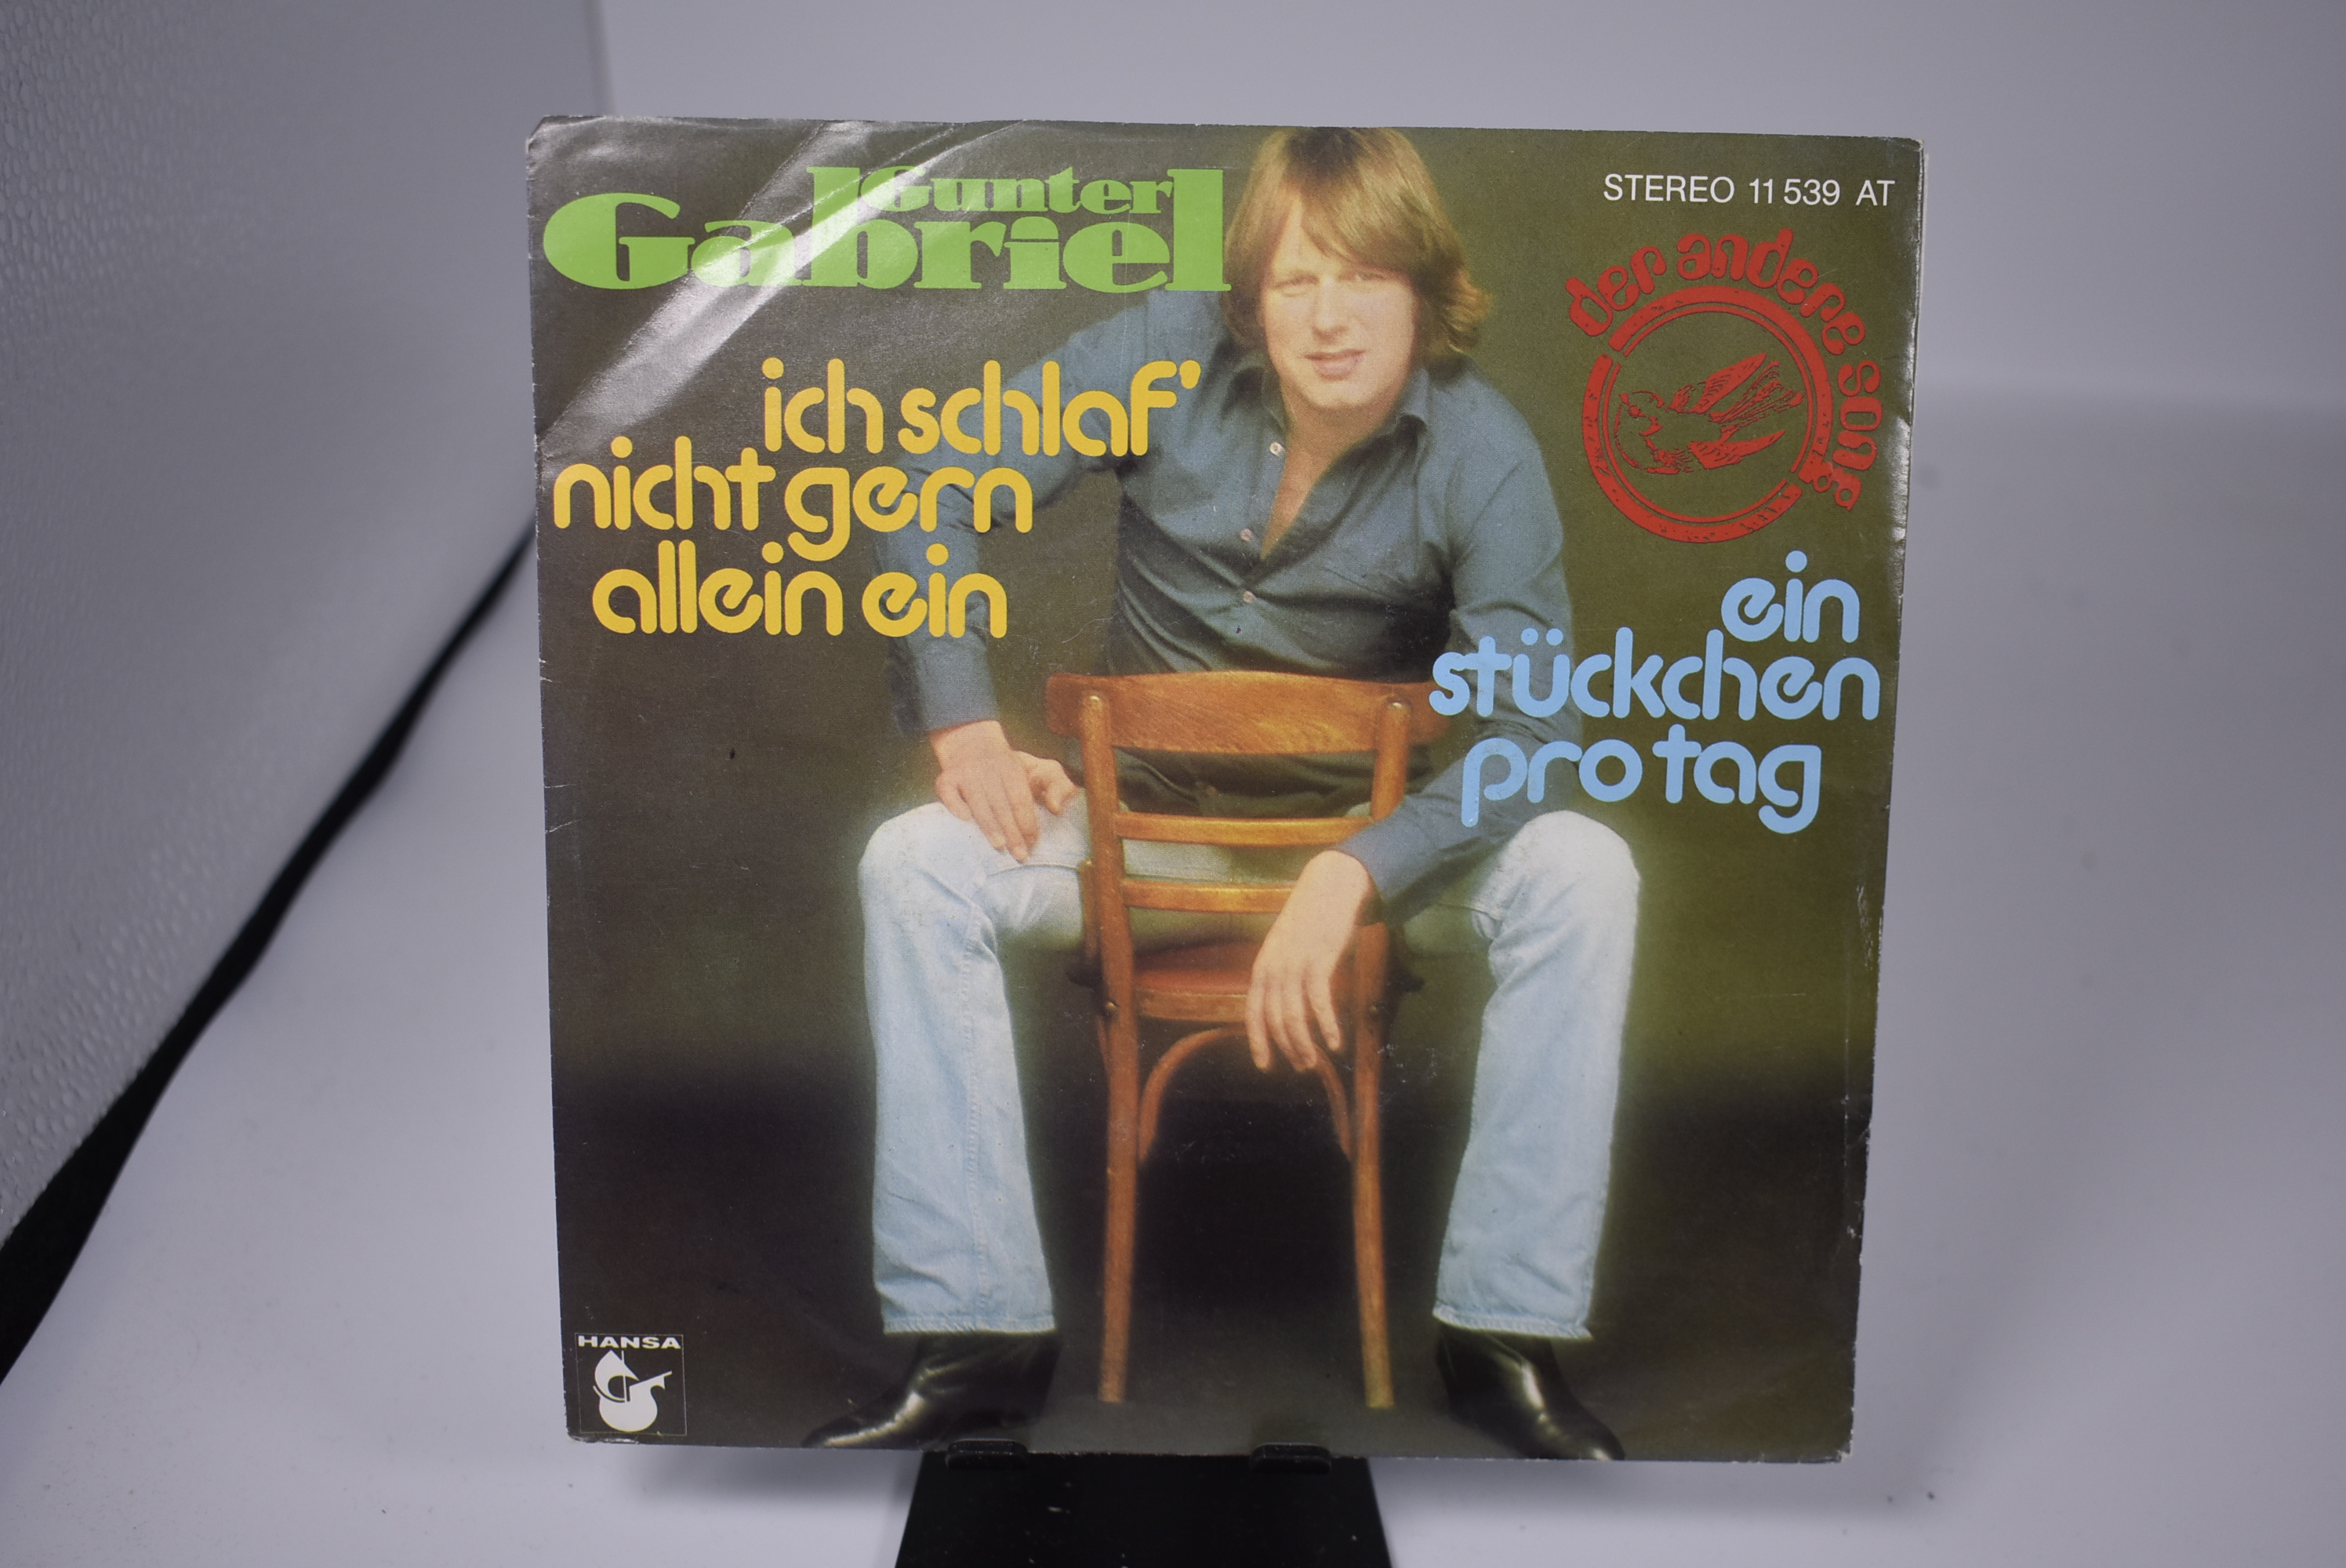 Gunter
Gabriel
STEREO 11 539 AT
der andere song
ich schlaf'
nicht gern
allein ein
ein
stückchen
pro tag
HANSA